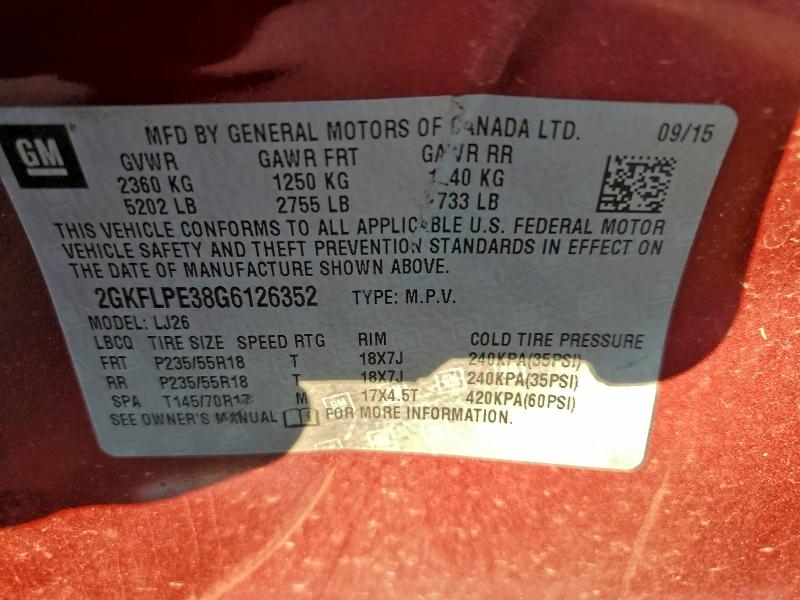 GM
MFD BY GENERAL MOTORS OF CANADA LTD. 09/15
GVWR GAWR FRT GAWR RR
2360 KG 1250 KG KG
5202 LB 2755 LB LB
THIS VEHICLE CONFORMS TO ALL APPLICABLE U.S. FEDERAL MOTOR
VEHICLE SAFETY AND THEFT PREVENTION STANDARDS IN EFFECT ON
THE DATE OF MANUFACTURE SHOWN ABOVE.
2GKFLPE38G6126352 TYPE: M.P.V.
MODEL: LJ26
LBCQ TIRE SIZE SPEED RTG RIM COLD TIRE PRESSURE
FRT P235/55R18 T 18X7J 240KPA(35PSI)
RR P235/55R18 T 18X7J 240KPA(35PSI)
SPA T145/70R17 M 17X4.5T 420KPA(60PSI)
SEE OWNER'S MANUAL FOR MORE INFORMATION.